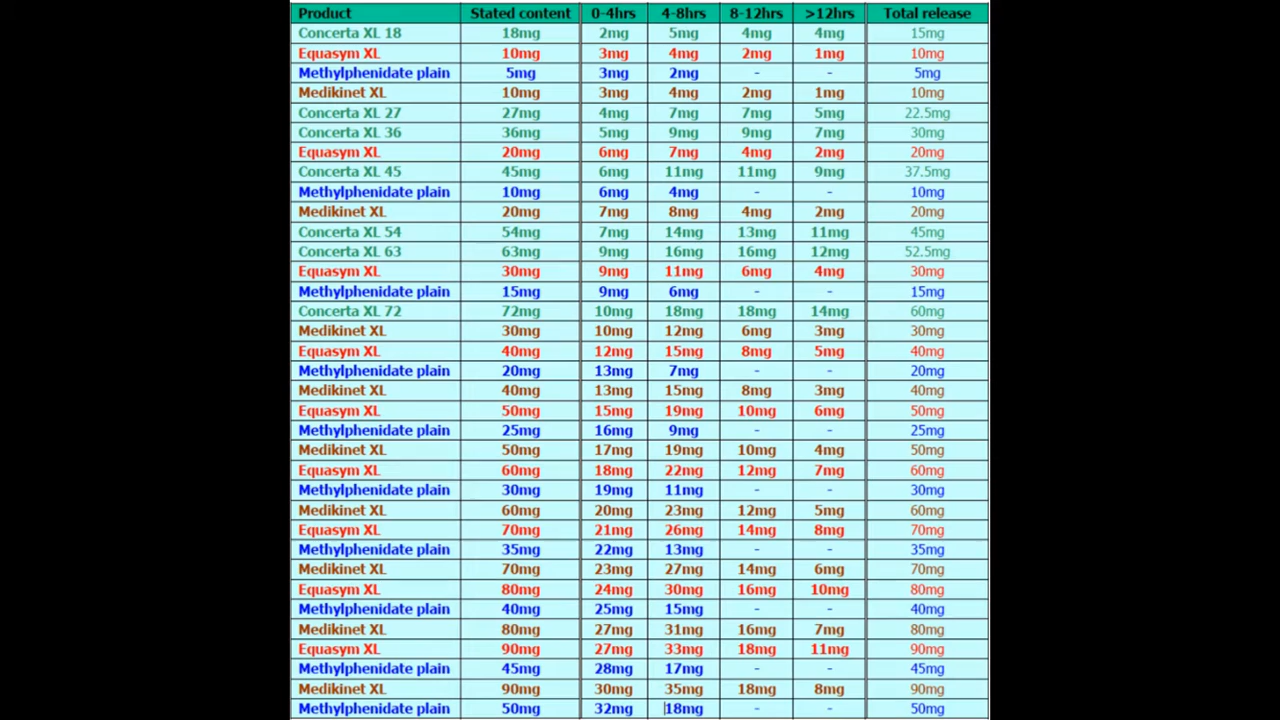 Product Stated content 0-4hrs 4-8hrs 8-12hrs >12hrs Total release
Concerta XL 18 18mg 2mg 5mg 4mg 4mg 15mg
Equasym XL 10mg 3mg 4mg 2mg 1mg 10mg
Methylphenidate plain 5mg 3mg 2mg - - 5mg
Medikinet XL 10mg 3mg 4mg 2mg 1mg 10mg
Concerta XL 27 27mg 4mg 7mg 7mg 5mg 22.5mg
Concerta XL 36 36mg 5mg 9mg 9mg 7mg 30mg
Equasym XL 20mg 6mg 7mg 4mg 2mg 20mg
Concerta XL 45 45mg 6mg 11mg 11mg 9mg 37.5mg
Methylphenidate plain 10mg 6mg 4mg - - 10mg
Medikinet XL 20mg 7mg 8mg 4mg 2mg 20mg
Concerta XL 54 54mg 7mg 14mg 13mg 11mg 45mg
Concerta XL 63 63mg 9mg 16mg 16mg 12mg 52.5mg
Equasym XL 30mg 9mg 11mg 6mg 4mg 30mg
Methylphenidate plain 15mg 9mg 6mg - - 15mg
Concerta XL 72 72mg 10mg 18mg 18mg 14mg 60mg
Medikinet XL 30mg 10mg 12mg 6mg 3mg 30mg
Equasym XL 40mg 12mg 15mg 8mg 5mg 40mg
Methylphenidate plain 20mg 13mg 7mg - - 20mg
Medikinet XL 40mg 13mg 15mg 8mg 3mg 40mg
Equasym XL 50mg 15mg 19mg 10mg 6mg 50mg
Methylphenidate plain 25mg 16mg 9mg - - 25mg
Medikinet XL 50mg 17mg 19mg 10mg 4mg 50mg
Equasym XL 60mg 18mg 22mg 12mg 7mg 60mg
Methylphenidate plain 30mg 19mg 11mg - - 30mg
Medikinet XL 60mg 20mg 23mg 12mg 5mg 60mg
Equasym XL 70mg 21mg 26mg 14mg 8mg 70mg
Methylphenidate plain 35mg 22mg 13mg - - 35mg
Medikinet XL 70mg 23mg 27mg 14mg 6mg 70mg
Equasym XL 80mg 24mg 30mg 16mg 10mg 80mg
Methylphenidate plain 40mg 25mg 15mg - - 40mg
Medikinet XL 80mg 27mg 31mg 16mg 7mg 80mg
Equasym XL 90mg 27mg 33mg 18mg 11mg 90mg
Methylphenidate plain 45mg 28mg 17mg - - 45mg
Medikinet XL 90mg 30mg 35mg 18mg 8mg 90mg
Methylphenidate plain 50mg 32mg 18mg - - 50mg